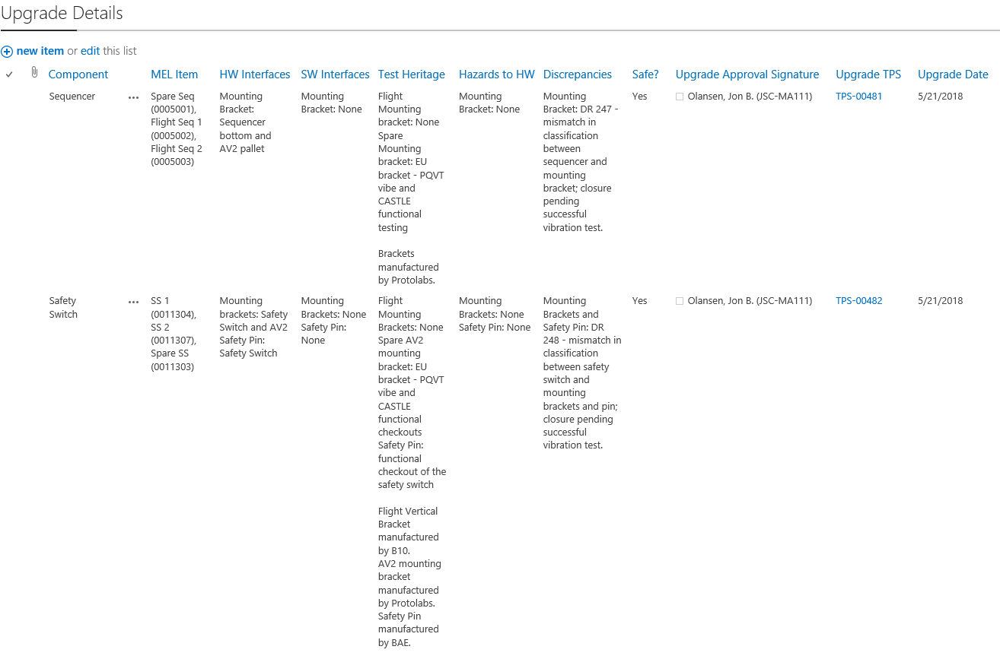 Upgrade Details
new item or edit this list
Component
MEL Item
HW Interfaces
SW Interfaces
Test Heritage
Hazards to HW
Discrepancies
Safe?
Upgrade Approval Signature
Upgrade TPS
Upgrade Date
Sequencer
...
Spare Seq
(0005001),
Flight Seq 1
(0005002),
Flight Seq 2
(0005003)
Mounting
Bracket:
Sequencer
bottom and
AV2 pallet
Mounting
Bracket: None
Flight
Mounting
bracket: None
Spare
Mounting
bracket: EU
bracket - PQVT
vibe and
CASTLE
functional
testing
Brackets
manufactured
by Protolabs.
Mounting
Bracket: None
Mounting
Bracket: DR 247 -
mismatch in
classification
between
sequencer and
mounting
bracket; closure
pending
successful
vibration test.
Yes
Olansen, Jon B. (JSC-MA111)
TPS-00481
5/21/2018
Safety
Switch
...
SS 1
(0011304),
SS 2
(0011307),
Spare SS
(0011303)
Mounting
brackets: Safety
Switch and AV2
Safety Pin:
Safety Switch
Mounting
Brackets: None
Safety Pin:
None
Flight
Mounting
Brackets: None
Spare AV2
mounting
bracket: EU
bracket - PQVT
vibe and
CASTLE
functional
checkouts
Safety Pin:
functional
checkout of the
safety switch
Flight Vertical
Bracket
manufactured
by B10.
AV2 mounting
bracket
manufactured
by Protolabs.
Safety Pin
manufactured
by BAE.
Mounting
Brackets: None
Safety Pin: None
Mounting
Brackets and
Safety Pin: DR
248 - mismatch in
classification
between safety
switch and
mounting
brackets and pin;
closure pending
successful
vibration test.
Yes
Olansen, Jon B. (JSC-MA111)
TPS-00482
5/21/2018